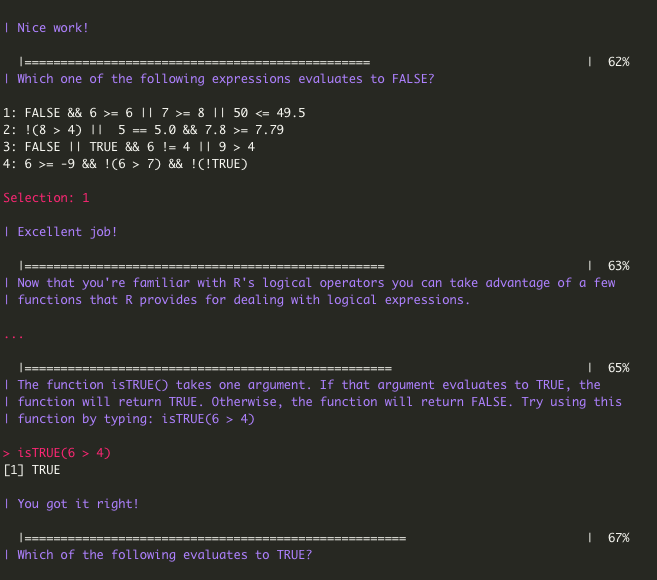 | Nice work!
|================================================ | 62%
| Which one of the following expressions evaluates to FALSE?
1: FALSE && 6 >= 6 || 7 >= 8 || 50 <= 49.5
2: !(8 > 4) ||  5 == 5.0 && 7.8 >= 7.79
3: FALSE || TRUE && 6 != 4 || 9 > 4
4: 6 >= -9 && !(6 > 7) && !(!TRUE)
Selection: 1
| Excellent job!
|================================================== | 63%
| Now that you're familiar with R's logical operators you can take advantage of a few
| functions that R provides for dealing with logical expressions.
...
|=================================================== | 65%
| The function isTRUE() takes one argument. If that argument evaluates to TRUE, the
| function will return TRUE. Otherwise, the function will return FALSE. Try using this
| function by typing: isTRUE(6 > 4)
> isTRUE(6 > 4)
[1] TRUE
| You got it right!
|===================================================== | 67%
| Which of the following evaluates to TRUE?